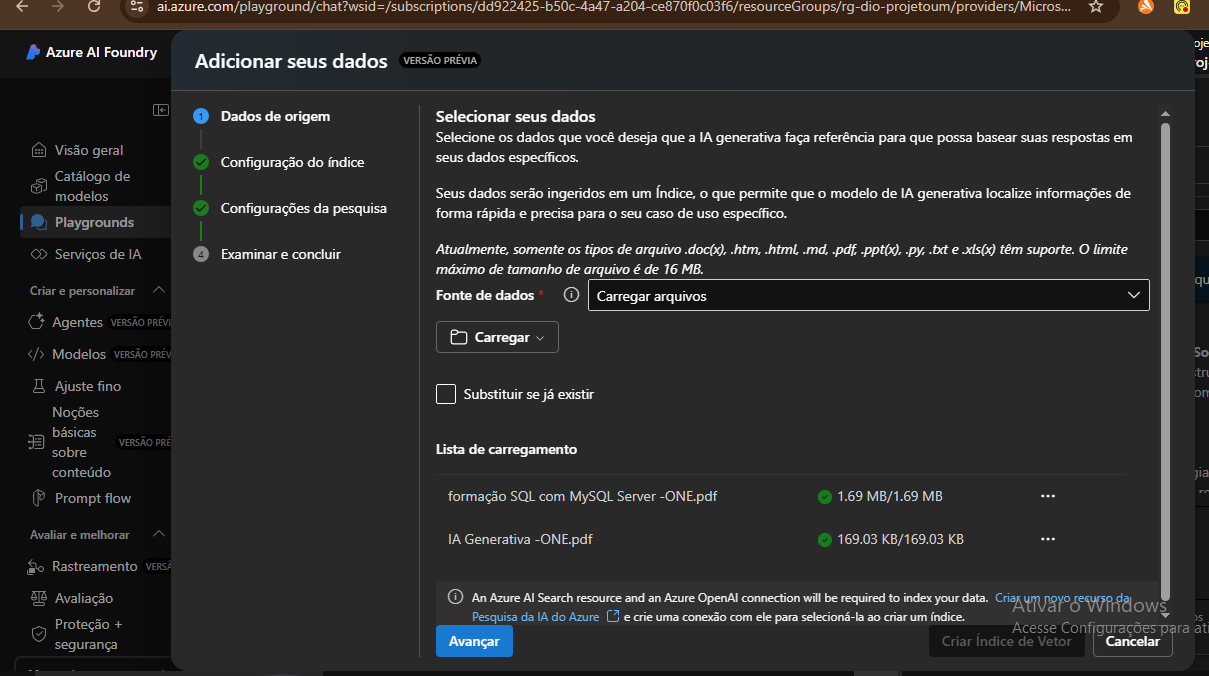 ai.azure.com/playground/chat?wsid=/subscriptions/dd922425-b50c-4a47-a204-ce870f0c03f6/resourceGroups/rg-dio-projetoum/providers/Micros...
Azure AI Foundry
Visão geral
Catálogo de
modelos
Playgrounds
Serviços de IA
Criar e personalizar
Agentes VERSÃO PRÉVI
Modelos VERSÃO PRÉV
Ajuste fino
Noções
básicas
sobre
conteúdo
VERSÃO PRÉ
Prompt flow
Avaliar e melhorar
Rastreamento VERSÃ
Avaliação
Proteção +
segurança
Adicionar seus dados VERSÃO PRÉVIA
1 Dados de origem
Configuração do índice
Configurações da pesquisa
4 Examinar e concluir
Selecionar seus dados
Selecione os dados que você deseja que a IA generativa faça referência para que possa basear suas respostas em
seus dados específicos.
Seus dados serão ingeridos em um Índice, o que permite que o modelo de IA generativa localize informações de
forma rápida e precisa para o seu caso de uso específico.
Atualmente, somente os tipos de arquivo .doc(x), .htm, .html, .md, .pdf, .ppt(x), .py, .txt e .xls(x) têm suporte. O limite
máximo de tamanho de arquivo é de 16 MB.
Fonte de dados * Carregar arquivos
Carregar
Substituir se já existir
Lista de carregamento
formação SQL com MySQL Server -ONE.pdf 1.69 MB/1.69 MB ...
IA Generativa -ONE.pdf 169.03 KB/169.03 KB ...
An Azure AI Search resource and an Azure OpenAI connection will be required to index your data. Criar um novo recurso da
Pesquisa da IA do Azure e crie uma conexão com ele para selecioná-la ao criar um índice.
Avançar
Criar Índice de Vetor
Cancelar
Ativar o Windows
Acesse Configurações para ati